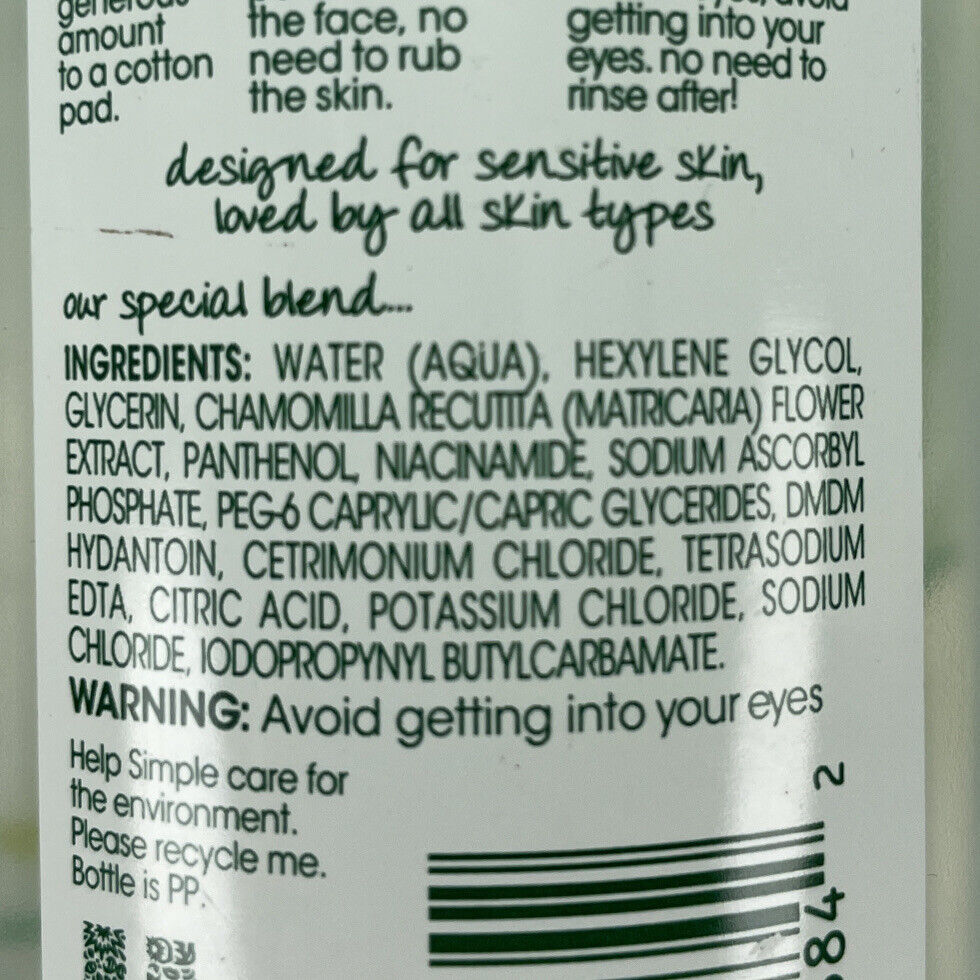 amount
to a cotton
pad.
the face, no
need to rub
the skin.
getting into your
eyes. no need to
rinse after!
designed for sensitive skin,
loved by all skin types
our special blend...
INGREDIENTS: WATER (AQUA), HEXYLENE GLYCOL,
GLYCERIN, CHAMOMILLA RECUTITA (MATRICARIA) FLOWER
EXTRACT, PANTHENOL, NIACINAMIDE, SODIUM ASCORBYL
PHOSPHATE, PEG-6 CAPRYLIC/CAPRIC GLYCERIDES, DMDM
HYDANTOIN, CETRIMONIUM CHLORIDE, TETRASODIUM
EDTA, CITRIC ACID, POTASSIUM CHLORIDE, SODIUM
CHLORIDE, IODOPROPYNYL BUTYLCARBAMATE.
WARNING: Avoid getting into your eyes
Help Simple care for
the environment.
Please recycle me.
Bottle is PP.
2
84